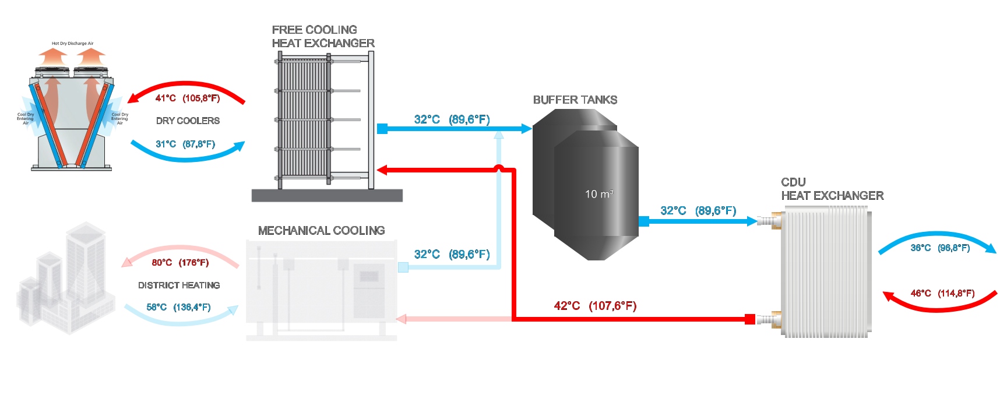 FREE COOLING
HEAT EXCHANGER
Hot Dry Discharge Air
41°C (105,8°F)
Cool Dry
Entering
Air
Cool Dry
Entering
Air
DRY COOLERS
31°C (87,8°F)
32°C (89,6°F)
BUFFER TANKS
10 m³
CDU
HEAT EXCHANGER
32°C (89,6°F)
MECHANICAL COOLING
32°C (89,6°F)
36°C (96,8°F)
80°C (176°F)
DISTRICT HEATING
58°C (136,4°F)
42°C (107,6°F)
46°C (114,8°F)